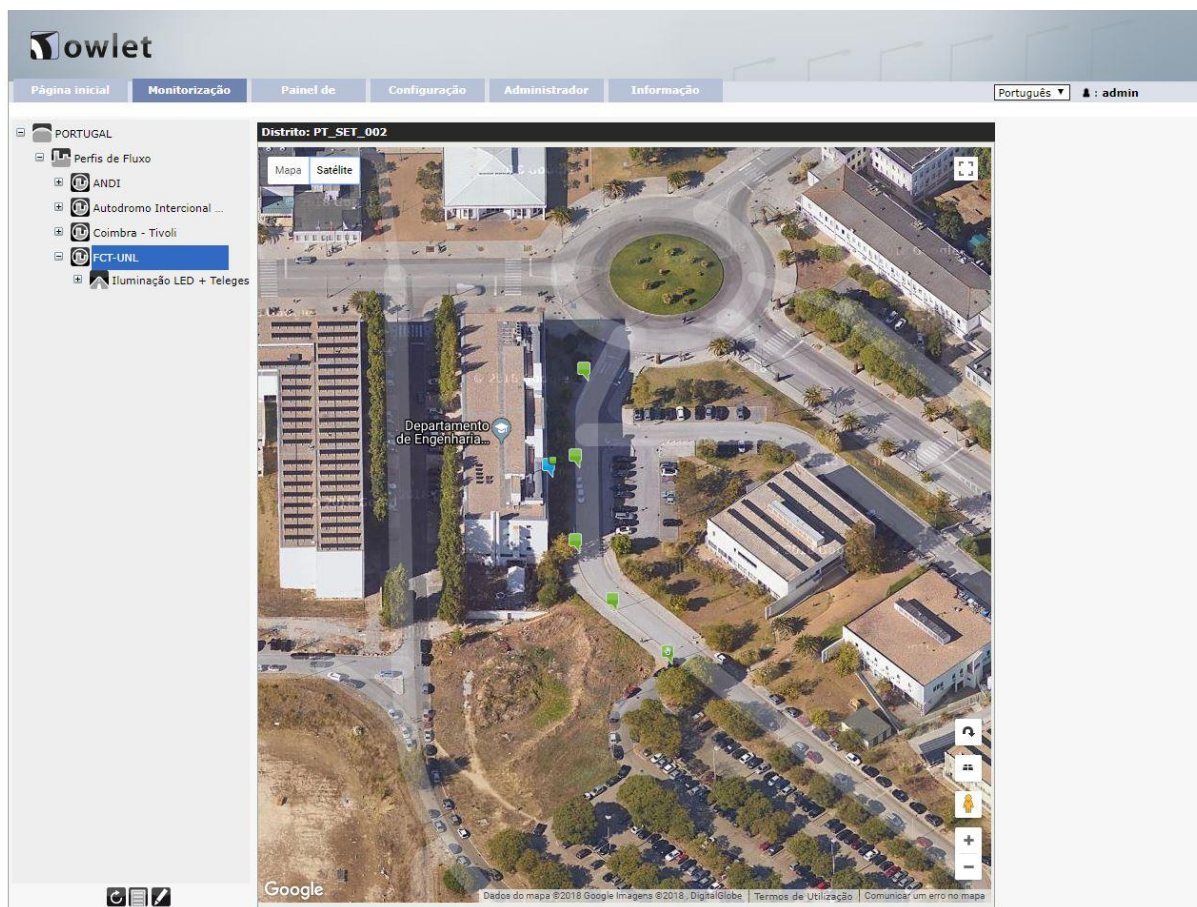 owlet
Página inicial Monitorização Painel de Configuração Administrador Informação
Português : admin
PORTUGAL
Perfis de Fluxo
ANDI
Autodromo Intercional ...
Coimbra - Tivoli
FCT-UNL
Iluminação LED + Teleges
Distrito: PT_SET_002
Mapa Satélite
Departamento
de Engenharia...
Google
Dados do mapa ©2018 Google Imagens ©2018 , DigitalGlobe Termos de Utilização Comunicar um erro no mapa